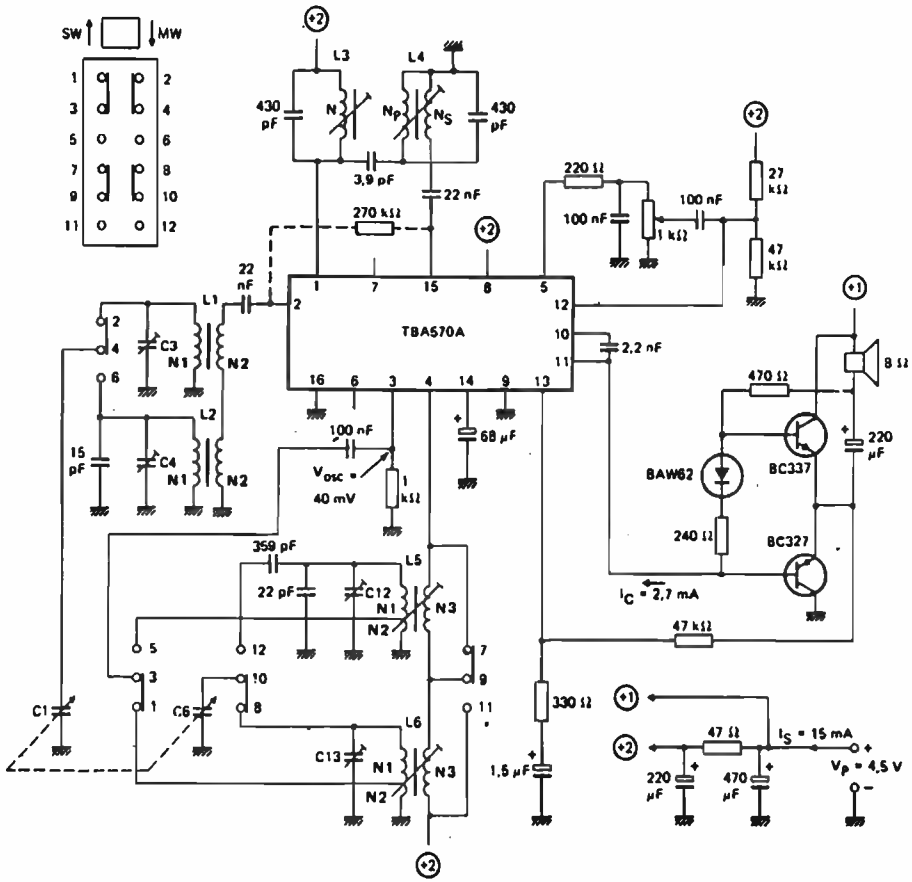 SW MW
1 2
3 4
5 6
7 8
9 10
11 12
+2
L3 L4
430 pF
N
Np Ns
430 pF
3,9 pF
22 nF
270 kΩ
+2
220 Ω
100 nF
1 kΩ
100 nF
+2
27 kΩ
47 kΩ
22 nF
1 7 15 8 5
2
TBA570A
12
10
11
16 6 3 4 14 9 13
2,2 nF
2
4
6
C3
L1
N1 N2
L2
15 pF
C4
N1 N2
100 nF
Vosc = 40 mV
1 kΩ
68 µF
+1
8 Ω
470 Ω
BC337
220 µF
+
BAW62
240 Ω
BC327
IC = 2,7 mA
47 kΩ
359 pF
22 pF
C12
L5
N1
N2
N3
5
3
1
12
10
8
7
9
11
C1
C6
C13
L6
N1
N2
N3
+2
330 Ω
1,5 µF
+
+1
+2
47 Ω
IS = 15 mA
+
VP = 4,5 V
−
220 µF
+
470 µF
+